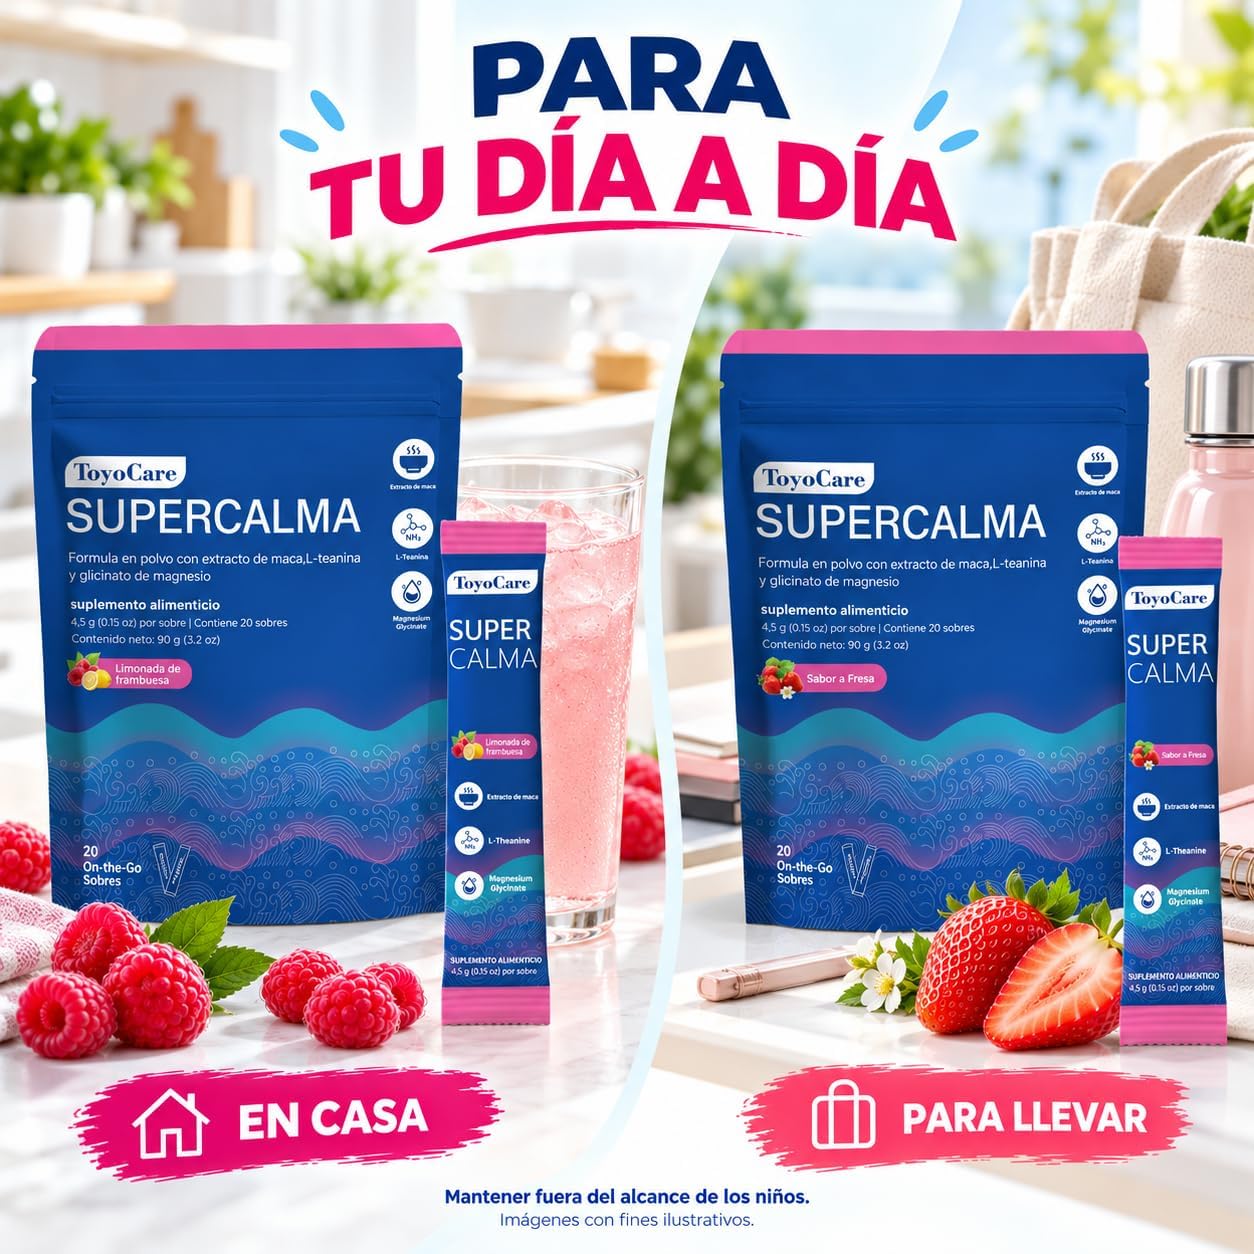 PARA
TU DÍA A DÍA
ToyoCare
SUPERCALMA
Formula en polvo con extracto de maca,L-teanina
y glicinato de magnesio
suplemento alimenticio
4,5 g (0.15 oz) por sobre | Contiene 20 sobres
Contenido neto: 90 g (3.2 oz)
Limonada de
frambuesa
Extracto de maca
NH₃
L-Teanina
Magnesium
Glycinate
20
On-the-Go
Sobres
ToyoCare
SUPER
CALMA
Limonada de
frambuesa
Extracto de maca
NH₃
L-Theanine
Magnesium
Glycinate
SUPLEMENTO ALIMENTICIO
4,5 g (0.15 oz) por sobre
ToyoCare
SUPERCALMA
Formula en polvo con extracto de maca,L-teanina
y glicinato de magnesio
suplemento alimenticio
4,5 g (0.15 oz) por sobre | Contiene 20 sobres
Contenido neto: 90 g (3.2 oz)
Sabor a Fresa
Extracto de maca
NH₃
L-Teanina
Magnesium
Glycinate
20
On-the-Go
Sobres
ToyoCare
SUPER
CALMA
Sabor a Fresa
Extracto de maca
NH₃
L-Theanine
Magnesium
Glycinate
SUPLEMENTO ALIMENTICIO
4,5 g (0.15 oz) por sobre
EN CASA
PARA LLEVAR
Mantener fuera del alcance de los niños.
Imágenes con fines ilustrativos.